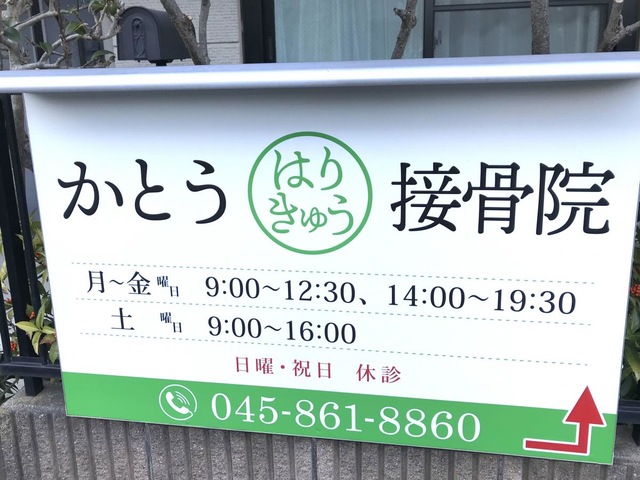 かとう はりきゅう 接骨院
月～金曜日 9:00～12:30、14:00～19:30
土曜日 9:00～16:00
日曜・祝日 休診
045-861-8860